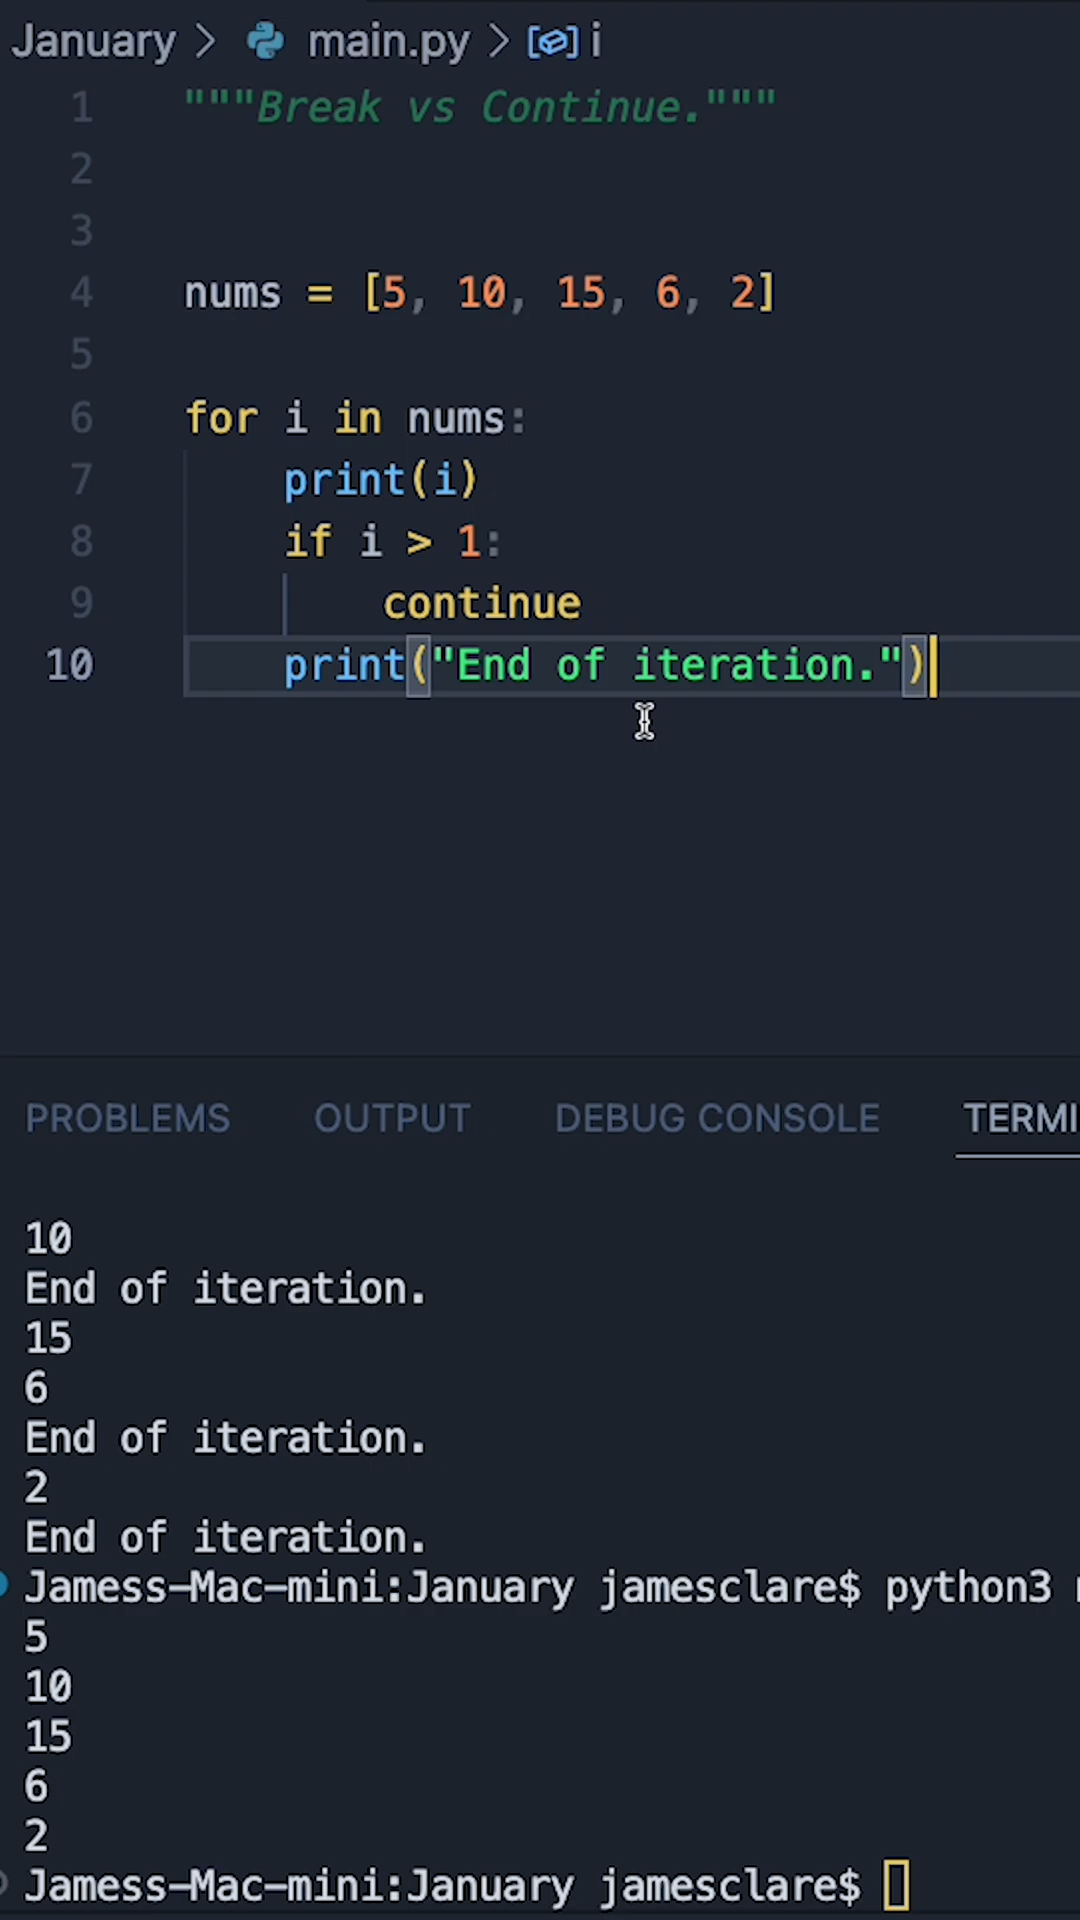 January > main.py > i
1 """Break vs Continue."""
2
3
4 nums = [5, 10, 15, 6, 2]
5
6 for i in nums:
7     print(i)
8     if i > 1:
9         continue
10     print("End of iteration.")
PROBLEMS OUTPUT DEBUG CONSOLE TERMI
10
End of iteration.
15
6
End of iteration.
2
End of iteration.
Jamess-Mac-mini:January jamesclare$ python3
5
10
15
6
2
Jamess-Mac-mini:January jamesclare$